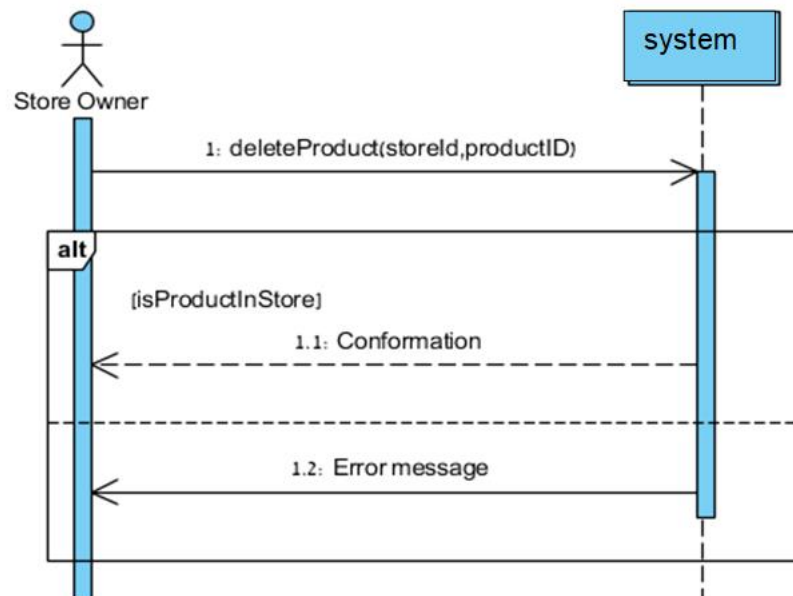 system
Store Owner
1: deleteProduct(storeId,productID)
alt
[isProductInStore]
1.1: Conformation
1.2: Error message